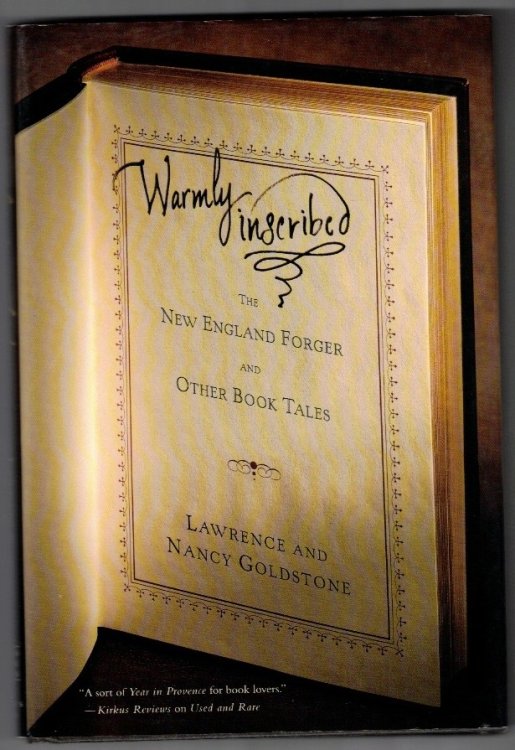 Warmly
inscribed
THE
NEW ENGLAND FORGER
AND
OTHER BOOK TALES
LAWRENCE AND
NANCY GOLDSTONE
"A sort of Year in Provence for book lovers."
— Kirkus Reviews on Used and Rare